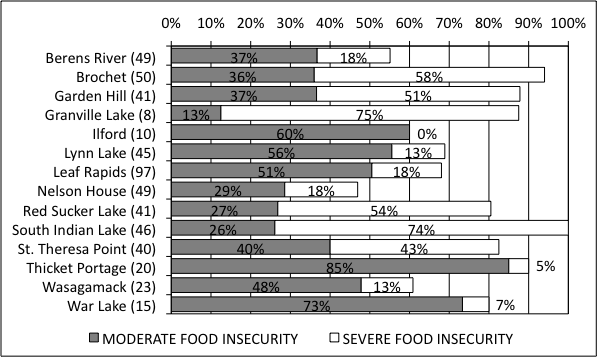 0% 10% 20% 30% 40% 50% 60% 70% 80% 90% 100%
Berens River (49) 37% 18%
Brochet (50) 36% 58%
Garden Hill (41) 37% 51%
Granville Lake (8) 13% 75%
Ilford (10) 60% 0%
Lynn Lake (45) 56% 13%
Leaf Rapids (97) 51% 18%
Nelson House (49) 29% 18%
Red Sucker Lake (41) 27% 54%
South Indian Lake (46) 26% 74%
St. Theresa Point (40) 40% 43%
Thicket Portage (20) 85% 5%
Wasagamack (23) 48% 13%
War Lake (15) 73% 7%
MODERATE FOOD INSECURITY SEVERE FOOD INSECURITY